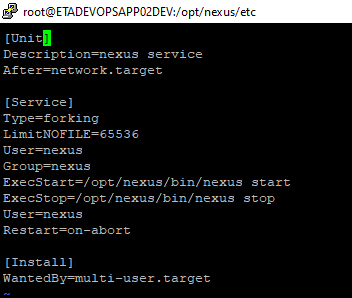 root@ETADEVOPSAPP02DEV:/opt/nexus/etc
[Unit]
Description=nexus service
After=network.target
[Service]
Type=forking
LimitNOFILE=65536
User=nexus
Group=nexus
ExecStart=/opt/nexus/bin/nexus start
ExecStop=/opt/nexus/bin/nexus stop
User=nexus
Restart=on-abort
[Install]
WantedBy=multi-user.target
~